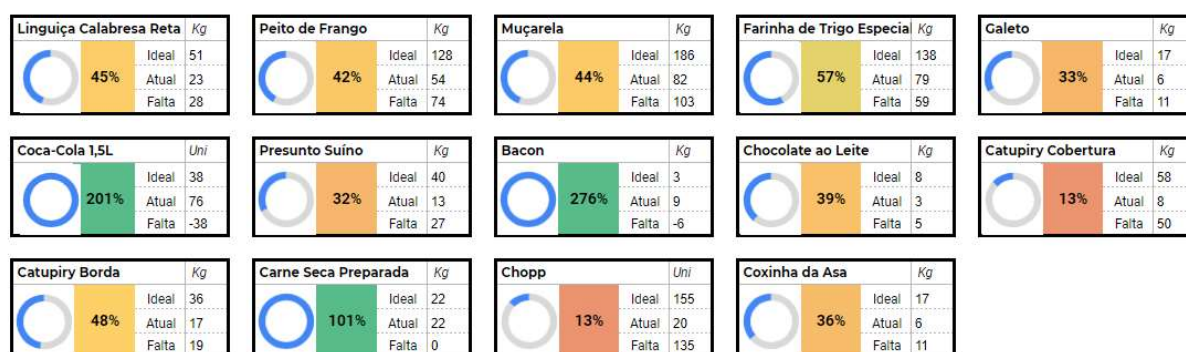 Linguiça Calabresa Reta Kg
Ideal 51
45% Atual 23
Falta 28
Peito de Frango Kg
Ideal 128
42% Atual 54
Falta 74
Muçarela Kg
Ideal 186
44% Atual 82
Falta 103
Farinha de Trigo Especial Kg
Ideal 138
57% Atual 79
Falta 59
Galeto Kg
Ideal 17
33% Atual 6
Falta 11
Coca-Cola 1,5L Uni
Ideal 38
201% Atual 76
Falta -38
Presunto Suíno Kg
Ideal 40
32% Atual 13
Falta 27
Bacon Kg
Ideal 3
276% Atual 9
Falta -6
Chocolate ao Leite Kg
Ideal 8
39% Atual 3
Falta 5
Catupiry Cobertura Kg
Ideal 58
13% Atual 8
Falta 50
Catupiry Borda Kg
Ideal 36
48% Atual 17
Falta 19
Carne Seca Preparada Kg
Ideal 22
101% Atual 22
Falta 0
Chopp Uni
Ideal 155
13% Atual 20
Falta 135
Coxinha da Asa Kg
Ideal 17
36% Atual 6
Falta 11